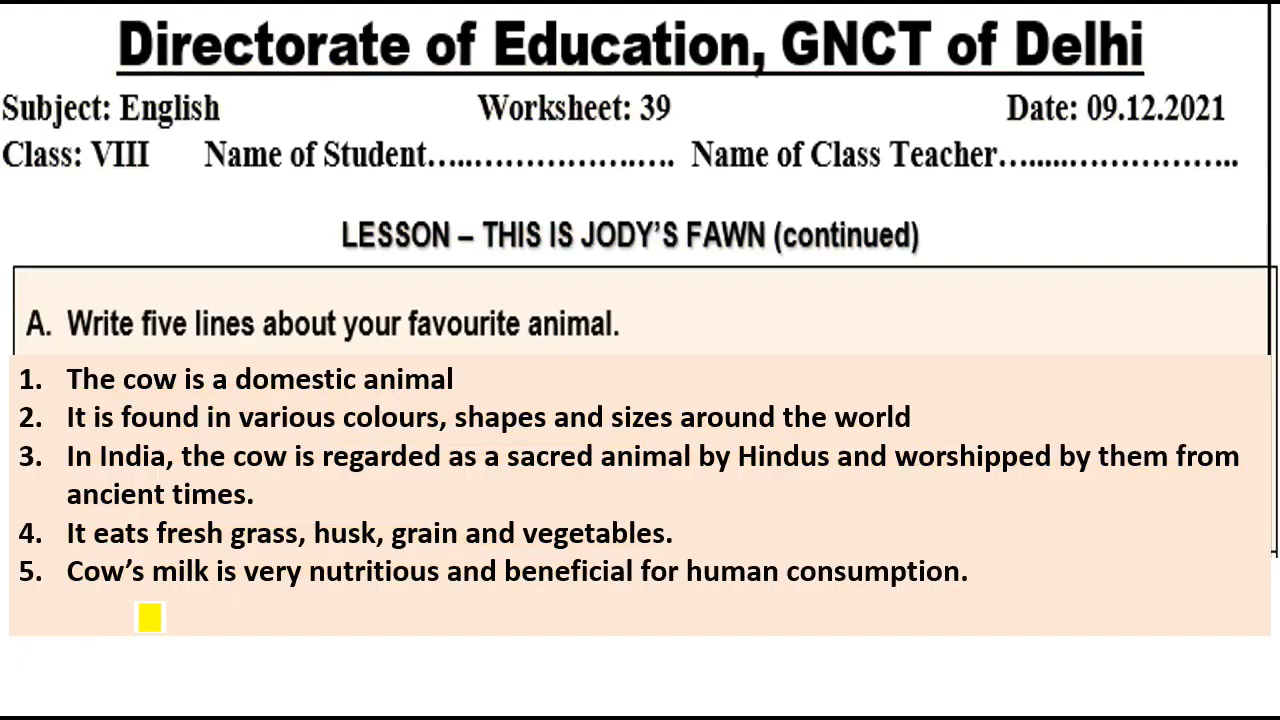 Directorate of Education, GNCT of Delhi
Subject: English Worksheet: 39 Date: 09.12.2021
Class: VIII Name of Student…..……………….…. Name of Class Teacher…....……………..
LESSON – THIS IS JODY'S FAWN (continued)
A. Write five lines about your favourite animal.
1. The cow is a domestic animal
2. It is found in various colours, shapes and sizes around the world
3. In India, the cow is regarded as a sacred animal by Hindus and worshipped by them from
ancient times.
4. It eats fresh grass, husk, grain and vegetables.
5. Cow’s milk is very nutritious and beneficial for human consumption.